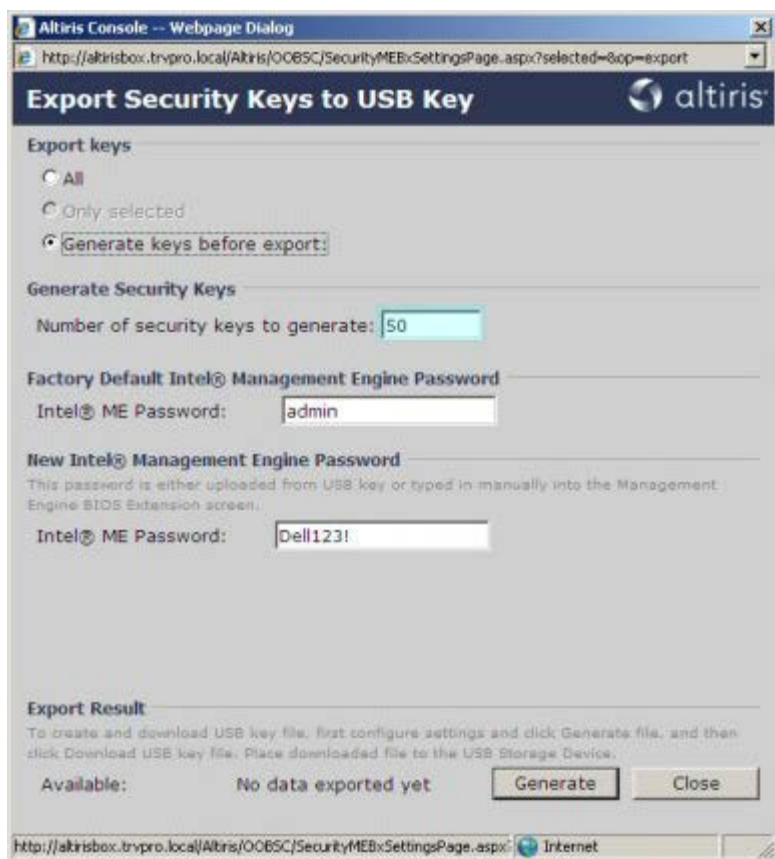 Altiris Console -- Webpage Dialog
http://altirisbox.trvpro.local/Altiris/OOBSC/SecurityMEBxSettingsPage.aspx?selected=&op=export
Export Security Keys to USB Key
altiris
Export keys
All
Only selected
Generate keys before export:
Generate Security Keys
Number of security keys to generate: 50
Factory Default Intel® Management Engine Password
Intel® ME Password: admin
New Intel® Management Engine Password
This password is either uploaded from USB key or typed in manually into the Management
Engine BIOS Extension screen.
Intel® ME Password: Dell123!
Export Result
To create and download USB key file, first configure settings and click Generate file, and then
click Download USB key file. Place downloaded file to the USB Storage Device.
Available: No data exported yet Generate Close
http://altirisbox.trvpro.local/Altiris/OOBSC/SecurityMEBxSettingsPage.aspx Internet